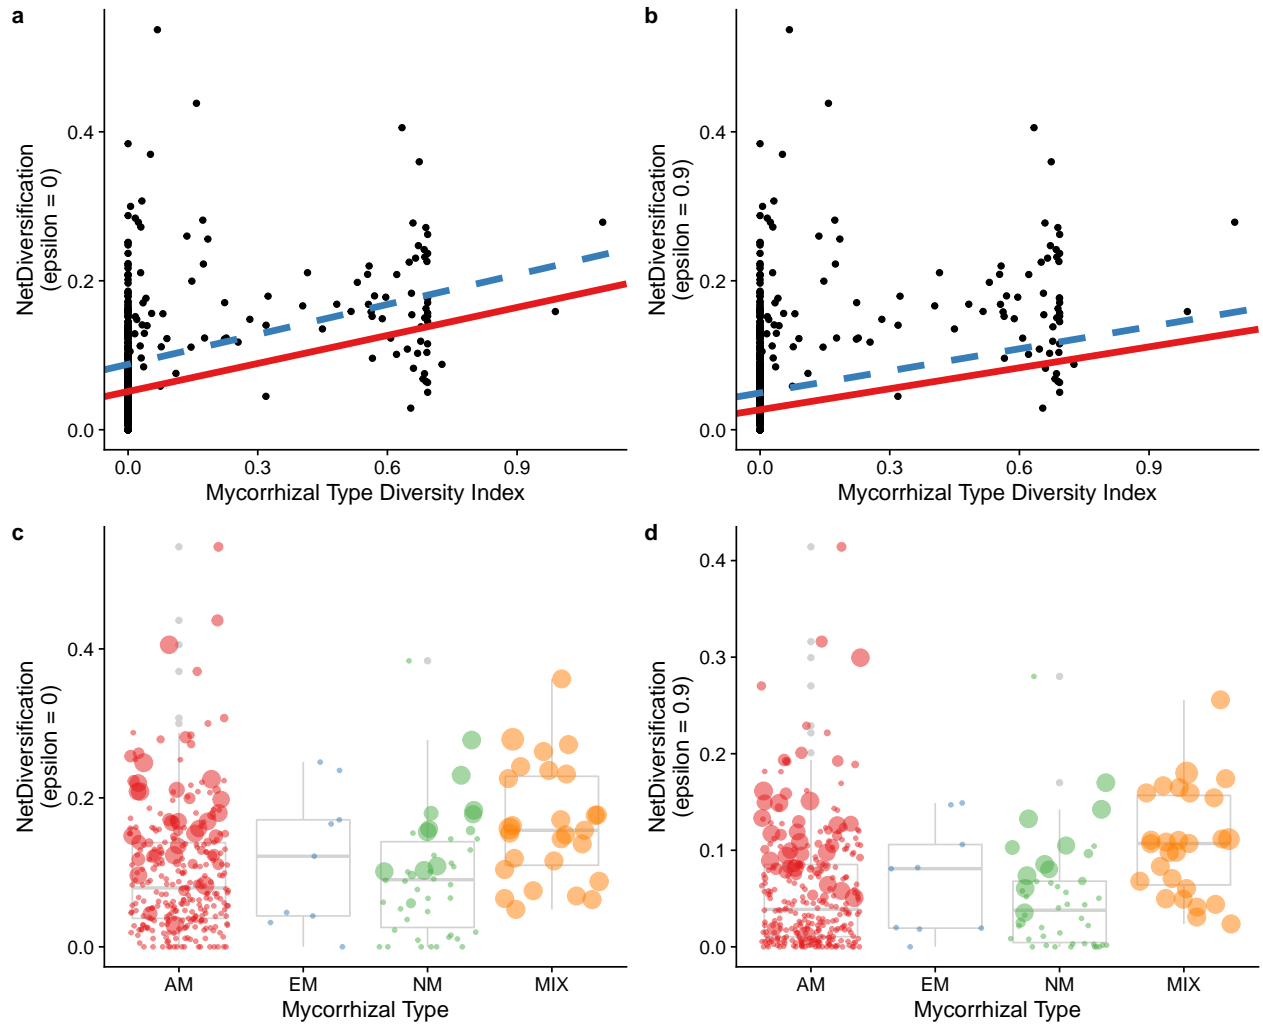 a
NetDiversification
(epsilon = 0)
0.4
0.2
0.0
0.0 0.3 0.6 0.9
Mycorrhizal Type Diversity Index
b
NetDiversification
(epsilon = 0.9)
0.4
0.2
0.0
0.0 0.3 0.6 0.9
Mycorrhizal Type Diversity Index
c
NetDiversification
(epsilon = 0)
0.4
0.2
0.0
AM EM NM MIX
Mycorrhizal Type
d
NetDiversification
(epsilon = 0.9)
0.4
0.3
0.2
0.1
0.0
AM EM NM MIX
Mycorrhizal Type